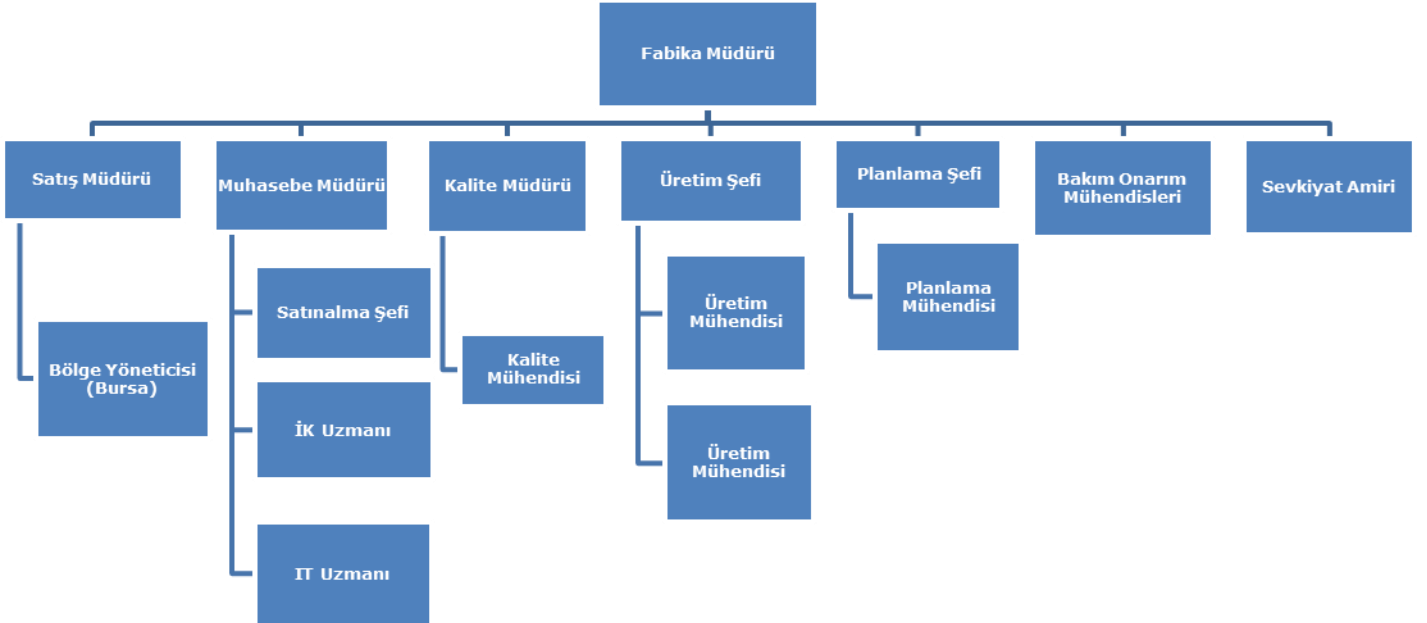 Fabika Müdürü
Satış Müdürü
Muhasebe Müdürü
Kalite Müdürü
Üretim Şefi
Planlama Şefi
Bakım Onarım
Mühendisleri
Sevkiyat Amiri
Bölge Yöneticisi
(Bursa)
Satınalma Şefi
İK Uzmanı
IT Uzmanı
Kalite
Mühendisi
Üretim
Mühendisi
Üretim
Mühendisi
Planlama
Mühendisi